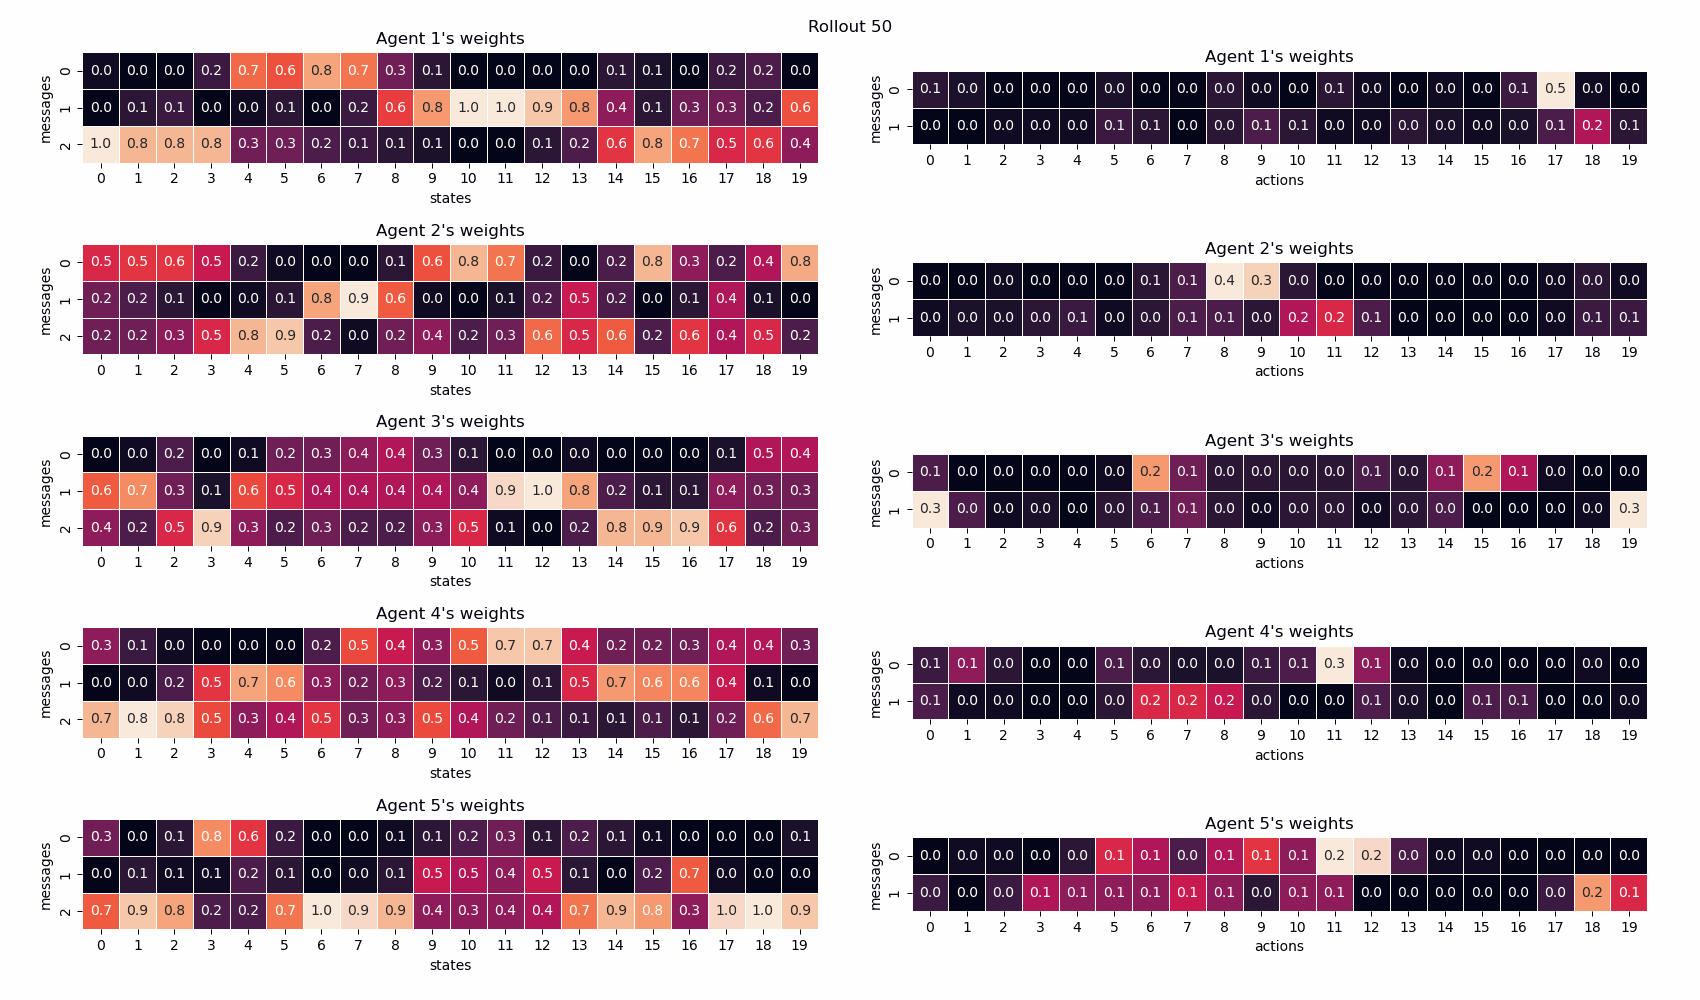 Rollout 50
Agent 1's weights
messages
0 0.0 0.0 0.0 0.2 0.7 0.6 0.8 0.7 0.3 0.1 0.0 0.0 0.0 0.0 0.1 0.1 0.0 0.2 0.2 0.0
1 0.0 0.1 0.1 0.0 0.0 0.1 0.0 0.2 0.6 0.8 1.0 1.0 0.9 0.8 0.4 0.1 0.3 0.3 0.2 0.6
2 1.0 0.8 0.8 0.8 0.3 0.3 0.2 0.1 0.1 0.1 0.0 0.0 0.1 0.2 0.6 0.8 0.7 0.5 0.6 0.4
0 1 2 3 4 5 6 7 8 9 10 11 12 13 14 15 16 17 18 19
states
Agent 1's weights
messages
0 0.1 0.0 0.0 0.0 0.0 0.0 0.0 0.0 0.0 0.0 0.0 0.1 0.0 0.0 0.0 0.0 0.1 0.5 0.0 0.0
1 0.0 0.0 0.0 0.0 0.0 0.1 0.1 0.0 0.0 0.1 0.1 0.0 0.0 0.0 0.0 0.0 0.0 0.1 0.2 0.1
0 1 2 3 4 5 6 7 8 9 10 11 12 13 14 15 16 17 18 19
actions
Agent 2's weights
messages
0 0.5 0.5 0.6 0.5 0.2 0.0 0.0 0.0 0.1 0.6 0.8 0.7 0.2 0.0 0.2 0.8 0.3 0.2 0.4 0.8
1 0.2 0.2 0.1 0.0 0.0 0.1 0.8 0.9 0.6 0.0 0.0 0.1 0.2 0.5 0.2 0.0 0.1 0.4 0.1 0.0
2 0.2 0.2 0.3 0.5 0.8 0.9 0.2 0.0 0.2 0.4 0.2 0.3 0.6 0.5 0.6 0.2 0.6 0.4 0.5 0.2
0 1 2 3 4 5 6 7 8 9 10 11 12 13 14 15 16 17 18 19
states
Agent 2's weights
messages
0 0.0 0.0 0.0 0.0 0.0 0.0 0.1 0.1 0.4 0.3 0.0 0.0 0.0 0.0 0.0 0.0 0.0 0.0 0.0 0.0
1 0.0 0.0 0.0 0.0 0.1 0.0 0.0 0.1 0.1 0.0 0.2 0.2 0.1 0.0 0.0 0.0 0.0 0.0 0.1 0.1
0 1 2 3 4 5 6 7 8 9 10 11 12 13 14 15 16 17 18 19
actions
Agent 3's weights
messages
0 0.0 0.0 0.2 0.0 0.1 0.2 0.3 0.4 0.4 0.3 0.1 0.0 0.0 0.0 0.0 0.0 0.0 0.1 0.5 0.4
1 0.6 0.7 0.3 0.1 0.6 0.5 0.4 0.4 0.4 0.4 0.4 0.9 1.0 0.8 0.2 0.1 0.1 0.4 0.3 0.3
2 0.4 0.2 0.5 0.9 0.3 0.2 0.3 0.2 0.2 0.3 0.5 0.1 0.0 0.2 0.8 0.9 0.9 0.6 0.2 0.3
0 1 2 3 4 5 6 7 8 9 10 11 12 13 14 15 16 17 18 19
states
Agent 3's weights
messages
0 0.1 0.0 0.0 0.0 0.0 0.0 0.2 0.1 0.0 0.0 0.0 0.0 0.1 0.0 0.1 0.2 0.1 0.0 0.0 0.0
1 0.3 0.0 0.0 0.0 0.0 0.0 0.1 0.1 0.0 0.0 0.0 0.0 0.0 0.0 0.0 0.0 0.0 0.0 0.0 0.3
0 1 2 3 4 5 6 7 8 9 10 11 12 13 14 15 16 17 18 19
actions
Agent 4's weights
messages
0 0.3 0.1 0.0 0.0 0.0 0.0 0.2 0.5 0.4 0.3 0.5 0.7 0.7 0.4 0.2 0.2 0.3 0.4 0.4 0.3
1 0.0 0.0 0.2 0.5 0.7 0.6 0.3 0.2 0.3 0.2 0.1 0.0 0.1 0.5 0.7 0.6 0.6 0.4 0.1 0.0
2 0.7 0.8 0.8 0.5 0.3 0.4 0.5 0.3 0.3 0.5 0.4 0.2 0.1 0.1 0.1 0.1 0.1 0.2 0.6 0.7
0 1 2 3 4 5 6 7 8 9 10 11 12 13 14 15 16 17 18 19
states
Agent 4's weights
messages
0 0.1 0.1 0.0 0.0 0.0 0.1 0.0 0.0 0.0 0.1 0.1 0.3 0.1 0.0 0.0 0.0 0.0 0.0 0.0 0.0
1 0.1 0.0 0.0 0.0 0.0 0.0 0.2 0.2 0.2 0.0 0.0 0.0 0.1 0.0 0.0 0.1 0.1 0.0 0.0 0.0
0 1 2 3 4 5 6 7 8 9 10 11 12 13 14 15 16 17 18 19
actions
Agent 5's weights
messages
0 0.3 0.0 0.1 0.8 0.6 0.2 0.0 0.0 0.1 0.1 0.2 0.3 0.1 0.2 0.1 0.1 0.0 0.0 0.0 0.1
1 0.0 0.1 0.1 0.1 0.2 0.1 0.0 0.0 0.1 0.5 0.5 0.4 0.5 0.1 0.0 0.2 0.7 0.0 0.0 0.0
2 0.7 0.9 0.8 0.2 0.2 0.7 1.0 0.9 0.9 0.4 0.3 0.4 0.4 0.7 0.9 0.8 0.3 1.0 1.0 0.9
0 1 2 3 4 5 6 7 8 9 10 11 12 13 14 15 16 17 18 19
states
Agent 5's weights
messages
0 0.0 0.0 0.0 0.0 0.0 0.1 0.1 0.0 0.1 0.1 0.1 0.2 0.2 0.0 0.0 0.0 0.0 0.0 0.0 0.0
1 0.0 0.0 0.0 0.1 0.1 0.1 0.1 0.1 0.1 0.0 0.1 0.1 0.0 0.0 0.0 0.0 0.0 0.0 0.2 0.1
0 1 2 3 4 5 6 7 8 9 10 11 12 13 14 15 16 17 18 19
actions